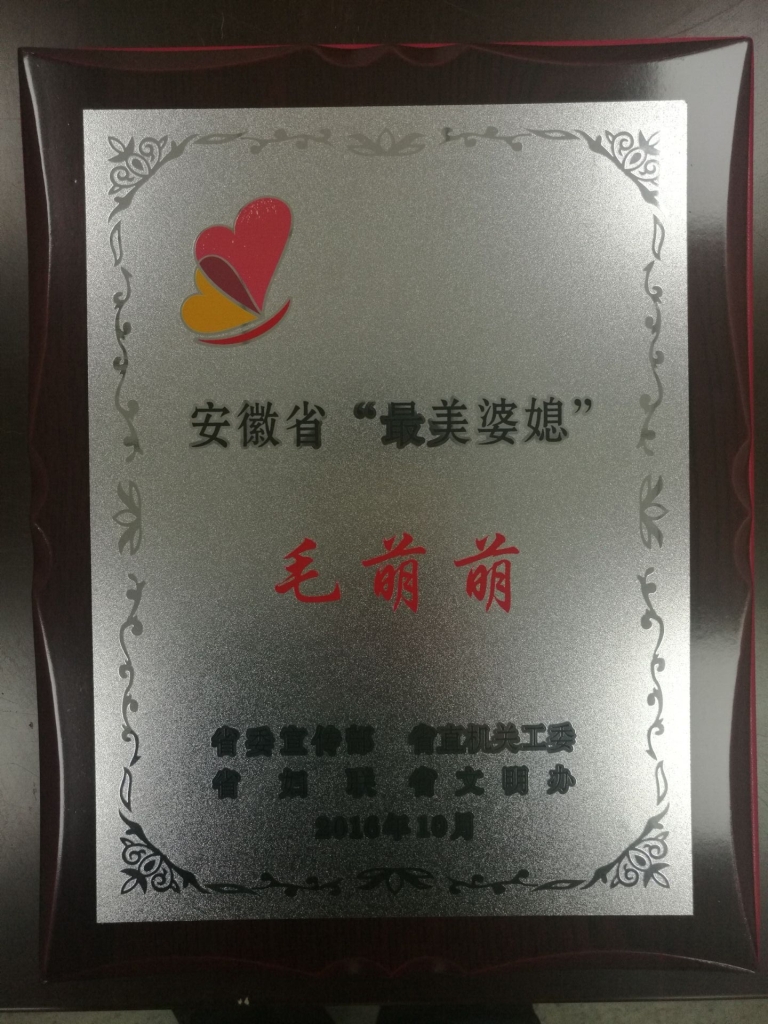 安徽省“最美婆媳”
毛萌萌
省委宣传部 省直机关工委
省妇联 省文明办
2016年10月